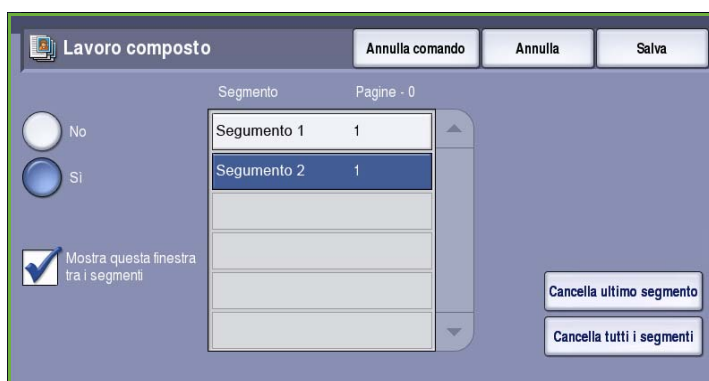 Lavoro composto
Annulla comando
Annulla
Salva
Segmento
Pagine - 0
No
Sì
Segumento 1 1
Segumento 2 1
Mostra questa finestra
tra i segmenti
Cancella ultimo segmento
Cancella tutti i segmenti